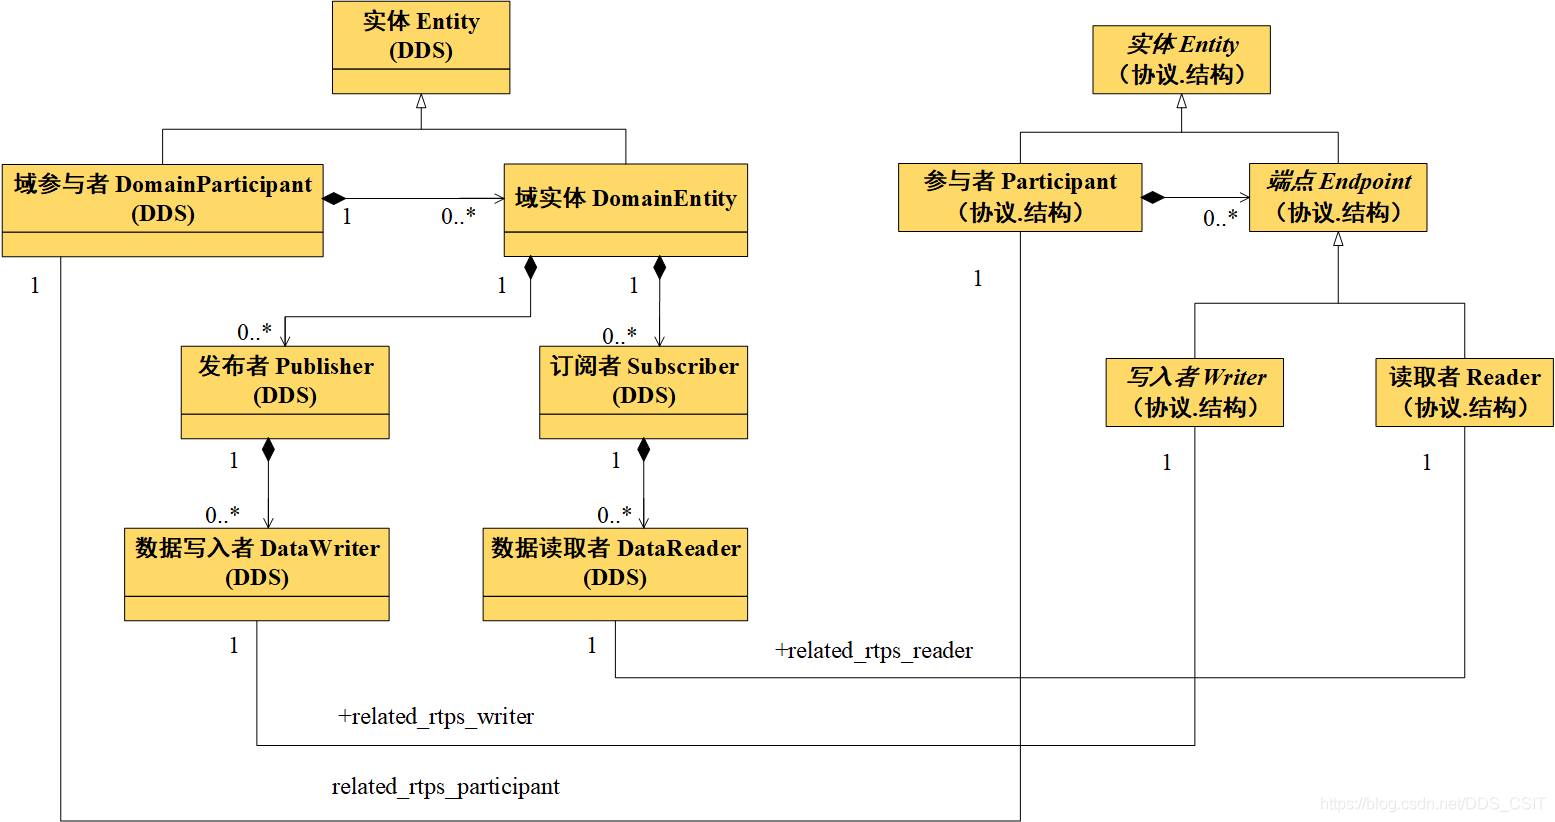 实体 Entity
(DDS)
实体 Entity
（协议.结构）
域参与者 DomainParticipant
(DDS)
1
0..*
域实体 DomainEntity
参与者 Participant
（协议.结构）
0..*
端点 Endpoint
（协议.结构）
1
1
1
1
0..*
0..*
发布者 Publisher
(DDS)
订阅者 Subscriber
(DDS)
写入者 Writer
（协议.结构）
读取者 Reader
（协议.结构）
1
1
1
1
0..*
0..*
数据写入者 DataWriter
(DDS)
数据读取者 DataReader
(DDS)
1
1
+related_rtps_reader
+related_rtps_writer
related_rtps_participant
https://blog.csdn.net/DDS_CSIT